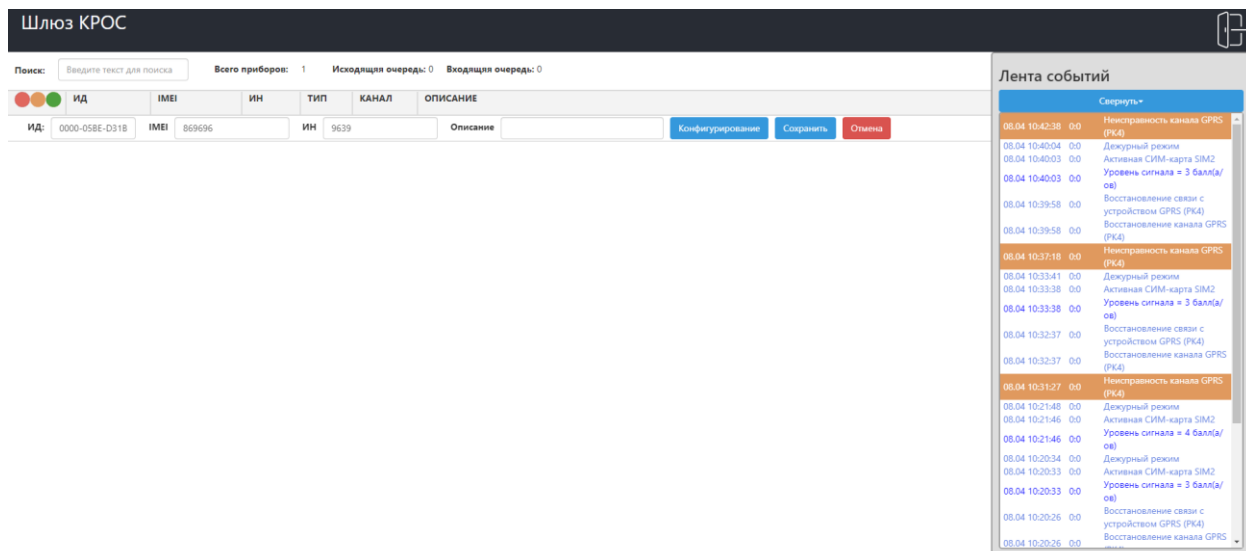 Шлюз КРОС
Поиск: Введите текст для поиска Всего приборов: 1 Исходящая очередь: 0 Входящая очередь: 0
ИД IMEI ИН ТИП КАНАЛ ОПИСАНИЕ
ИД: 0000-05BE-D31B IMEI 869696 ИН 9639 Описание Конфигурирование Сохранить Отмена
Лента событий
Свернуть
08.04 10:42:38 0:0 Неисправность канала GPRS
(РК4)
08.04 10:40:04 0:0 Дежурный режим
08.04 10:40:03 0:0 Активная СИМ-карта SIM2
08.04 10:40:03 0:0 Уровень сигнала = 3 балл(а/
ов)
08.04 10:39:58 0:0 Восстановление связи с
устройством GPRS (РК4)
08.04 10:39:58 0:0 Восстановление канала GPRS
(РК4)
08.04 10:37:18 0:0 Неисправность канала GPRS
(РК4)
08.04 10:33:41 0:0 Дежурный режим
08.04 10:33:38 0:0 Активная СИМ-карта SIM2
08.04 10:33:38 0:0 Уровень сигнала = 3 балл(а/
ов)
08.04 10:32:37 0:0 Восстановление связи с
устройством GPRS (РК4)
08.04 10:32:37 0:0 Восстановление канала GPRS
(РК4)
08.04 10:31:27 0:0 Неисправность канала GPRS
(РК4)
08.04 10:21:48 0:0 Дежурный режим
08.04 10:21:46 0:0 Активная СИМ-карта SIM2
08.04 10:21:46 0:0 Уровень сигнала = 4 балл(а/
ов)
08.04 10:20:34 0:0 Дежурный режим
08.04 10:20:33 0:0 Активная СИМ-карта SIM2
08.04 10:20:33 0:0 Уровень сигнала = 3 балл(а/
ов)
08.04 10:20:26 0:0 Восстановление связи с
устройством GPRS (РК4)
08.04 10:20:26 0:0 Восстановление канала GPRS